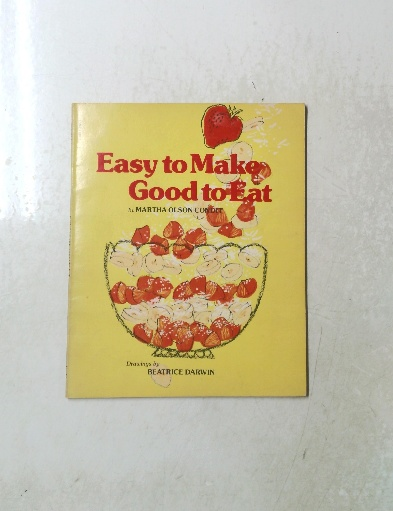 Easy to Make
Good to Eat
by MARTHA OLSON CONDIT
Drawings by
BEATRICE DARWIN